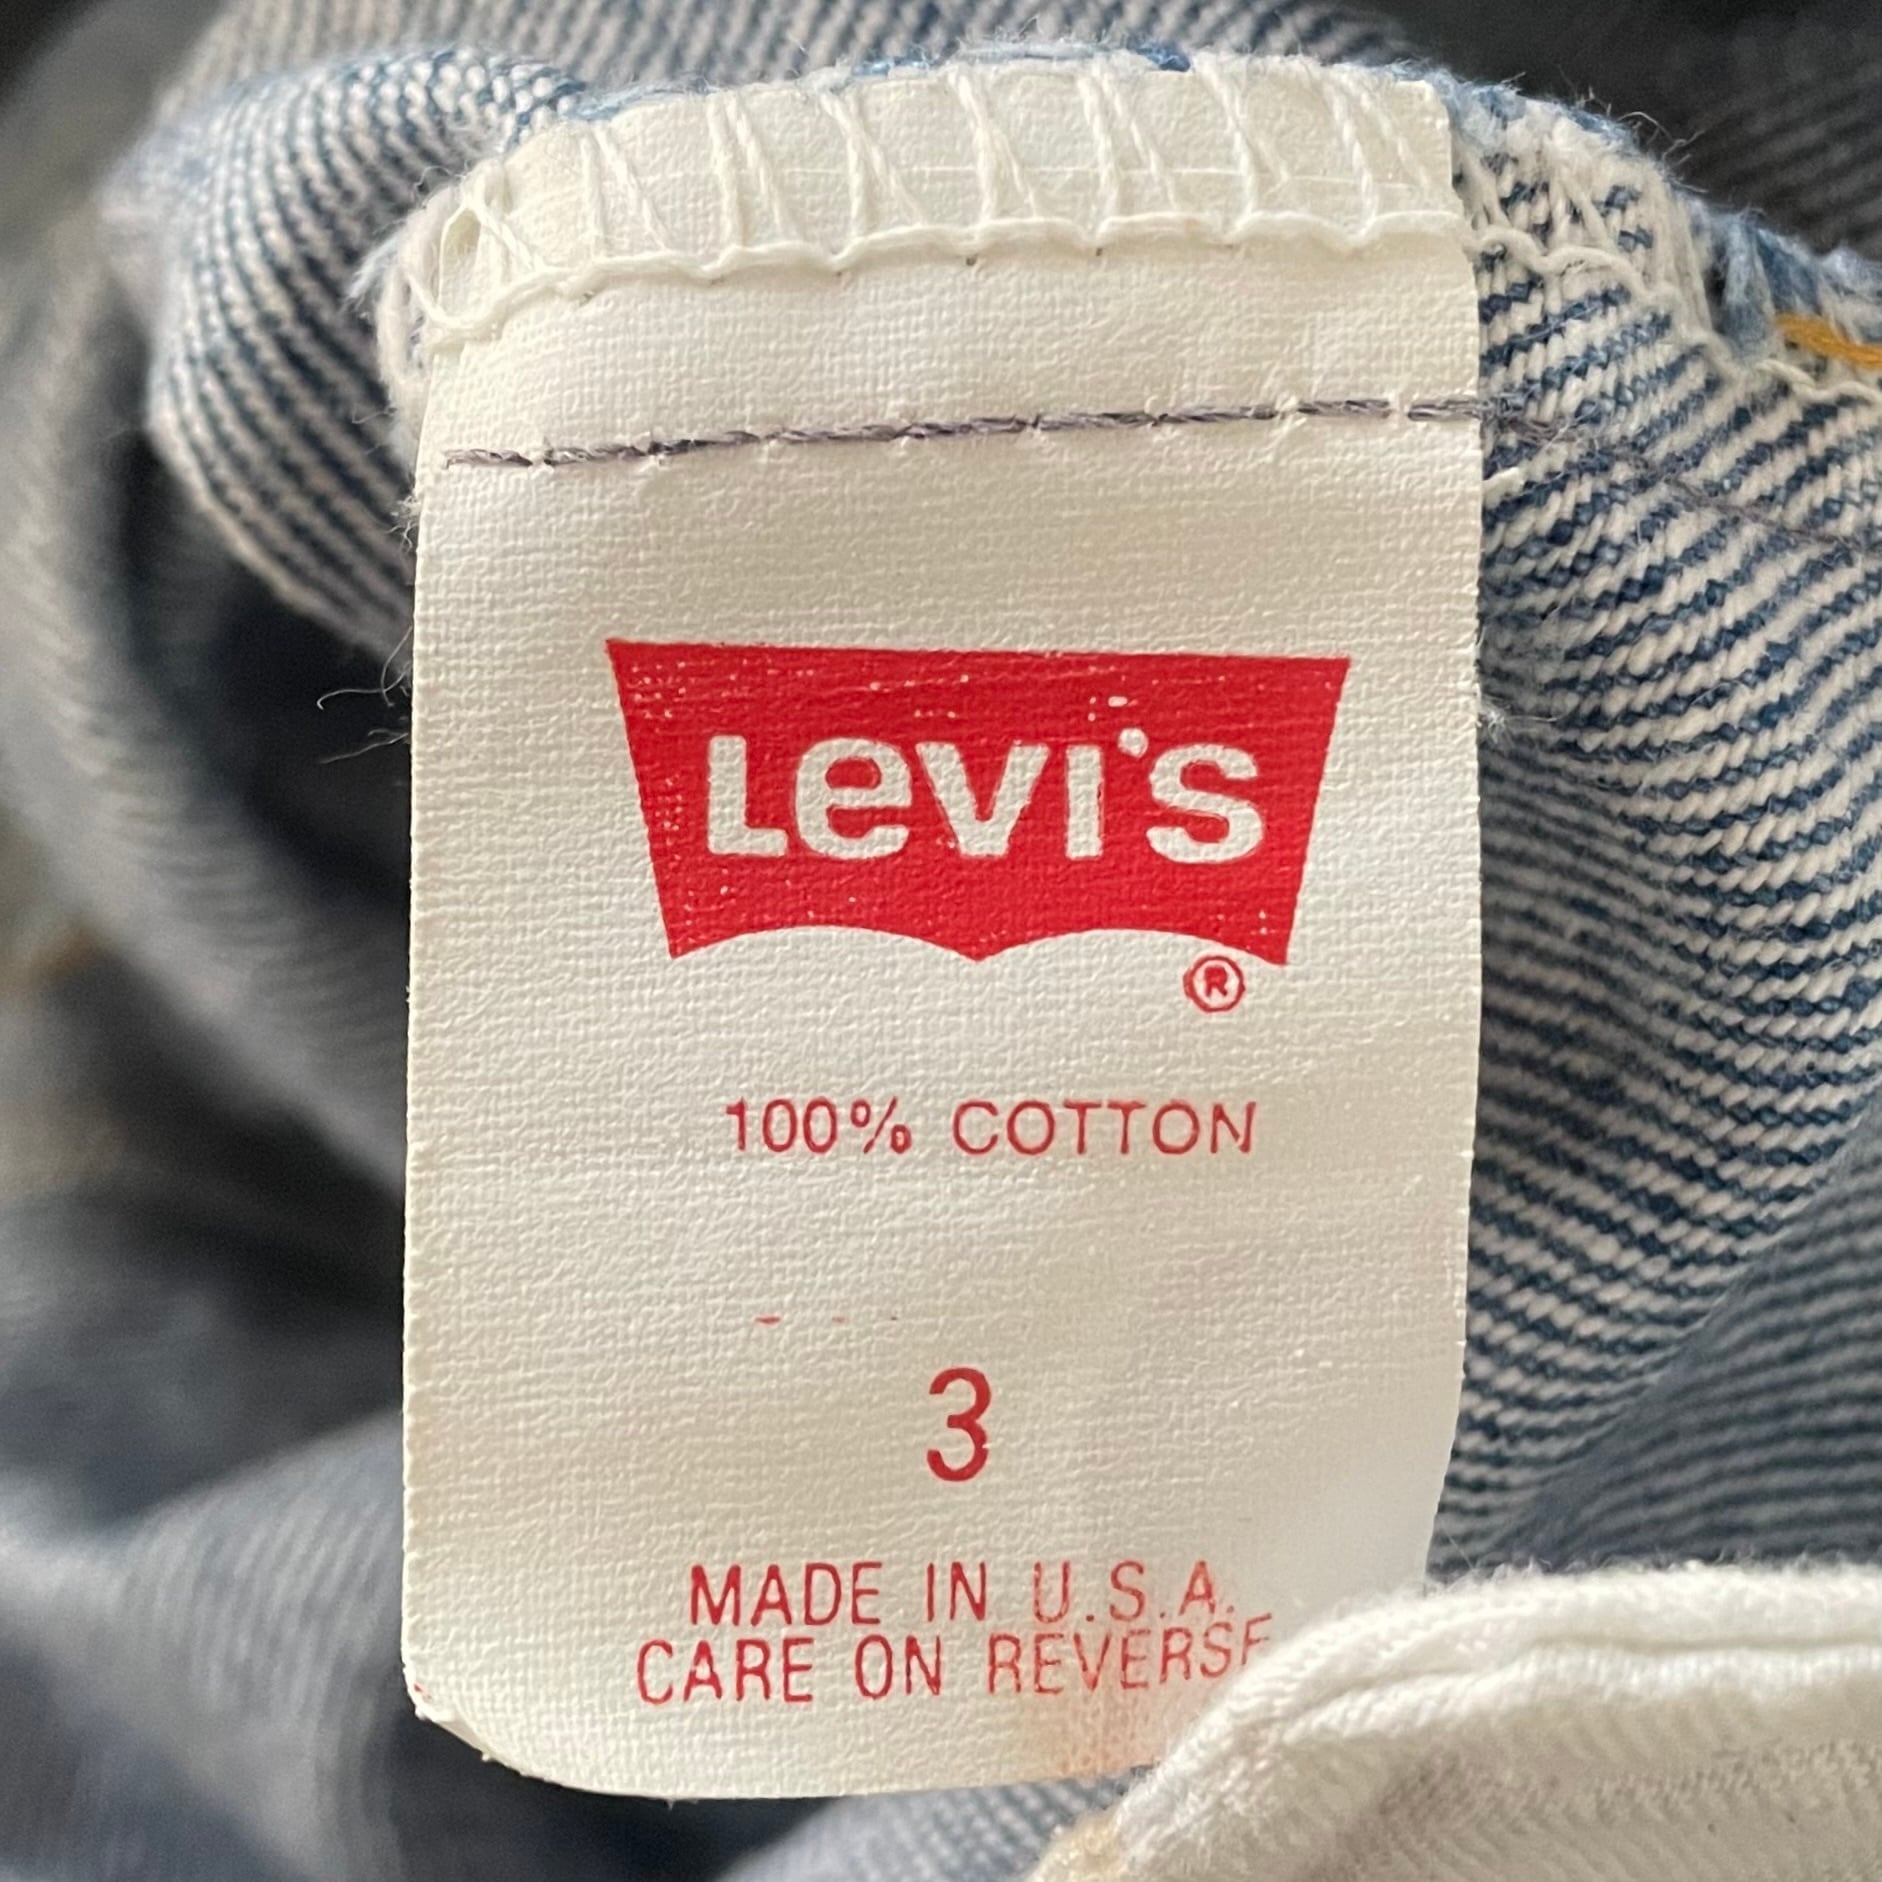 Levi's
®
100% COTTON
3
MADE IN U.S.A.
CARE ON REVERSE